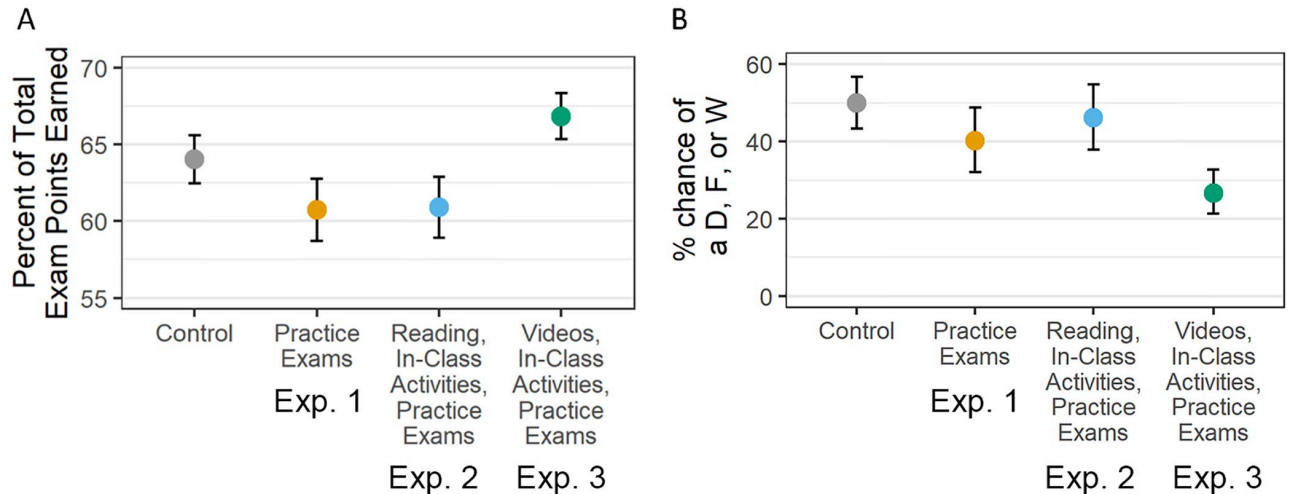 A
Percent of Total
Exam Points Earned
70
65
60
55
Control
Practice
Exams
Exp. 1
Reading,
In-Class
Activities,
Practice
Exams
Exp. 2
Videos,
In-Class
Activities,
Practice
Exams
Exp. 3
B
% chance of
a D, F, or W
60
40
20
0
Control
Practice
Exams
Exp. 1
Reading,
In-Class
Activities,
Practice
Exams
Exp. 2
Videos,
In-Class
Activities,
Practice
Exams
Exp. 3